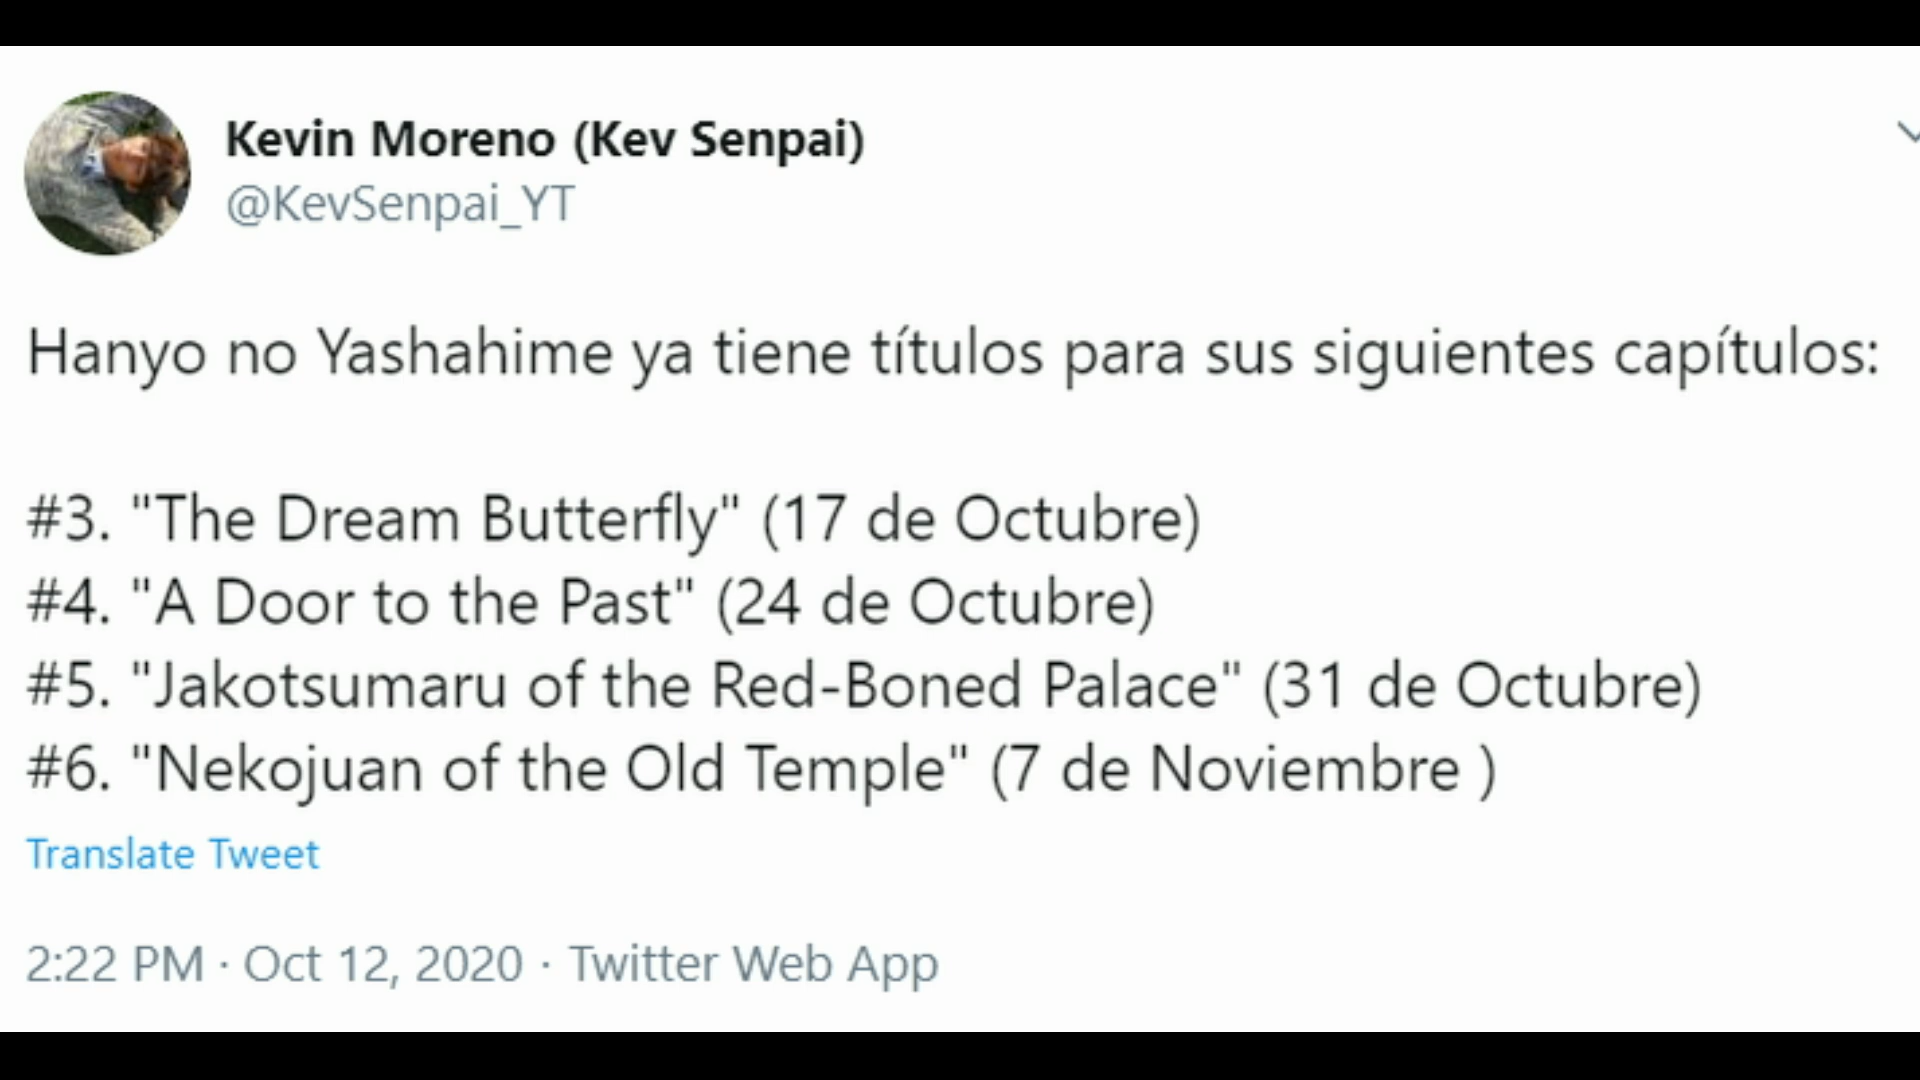 Kevin Moreno (Kev Senpai)
@KevSenpai_YT
Hanyo no Yashahime ya tiene títulos para sus siguientes capítulos:
#3. "The Dream Butterfly" (17 de Octubre)
#4. "A Door to the Past" (24 de Octubre)
#5. "Jakotsumaru of the Red-Boned Palace" (31 de Octubre)
#6. "Nekojuan of the Old Temple" (7 de Noviembre )
Translate Tweet
2:22 PM · Oct 12, 2020 · Twitter Web App